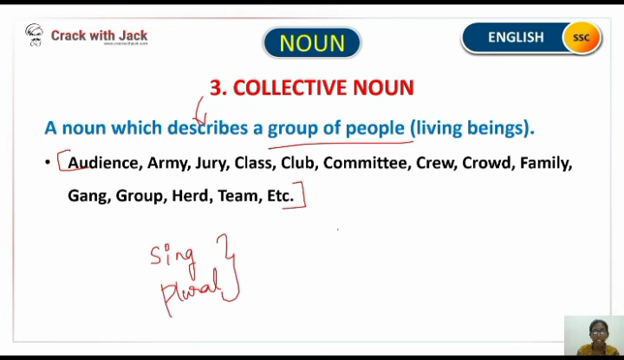 Crack with Jack
NOUN
ENGLISH
SSC
3. COLLECTIVE NOUN
A noun which describes a group of people (living beings).
• Audience, Army, Jury, Class, Club, Committee, Crew, Crowd, Family,
Gang, Group, Herd, Team, Etc.
Sing
plural